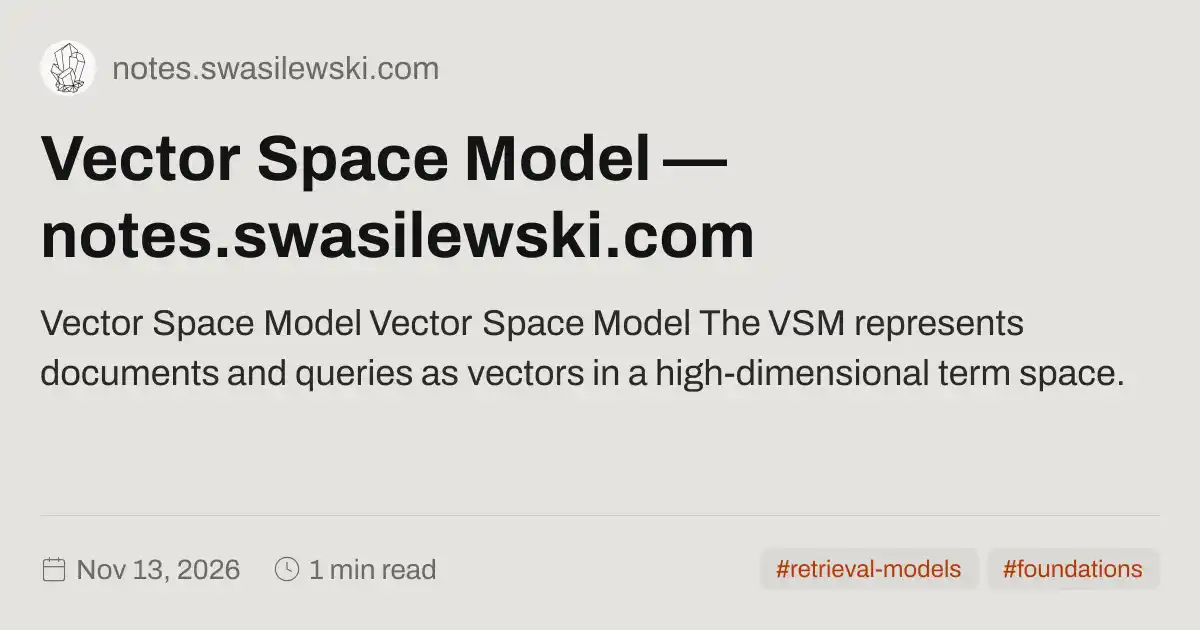 notes.swasilewski.com
Vector Space Model —
notes.swasilewski.com
Vector Space Model Vector Space Model The VSM represents
documents and queries as vectors in a high-dimensional term space.
Nov 13, 2026 1 min read #retrieval-models #foundations